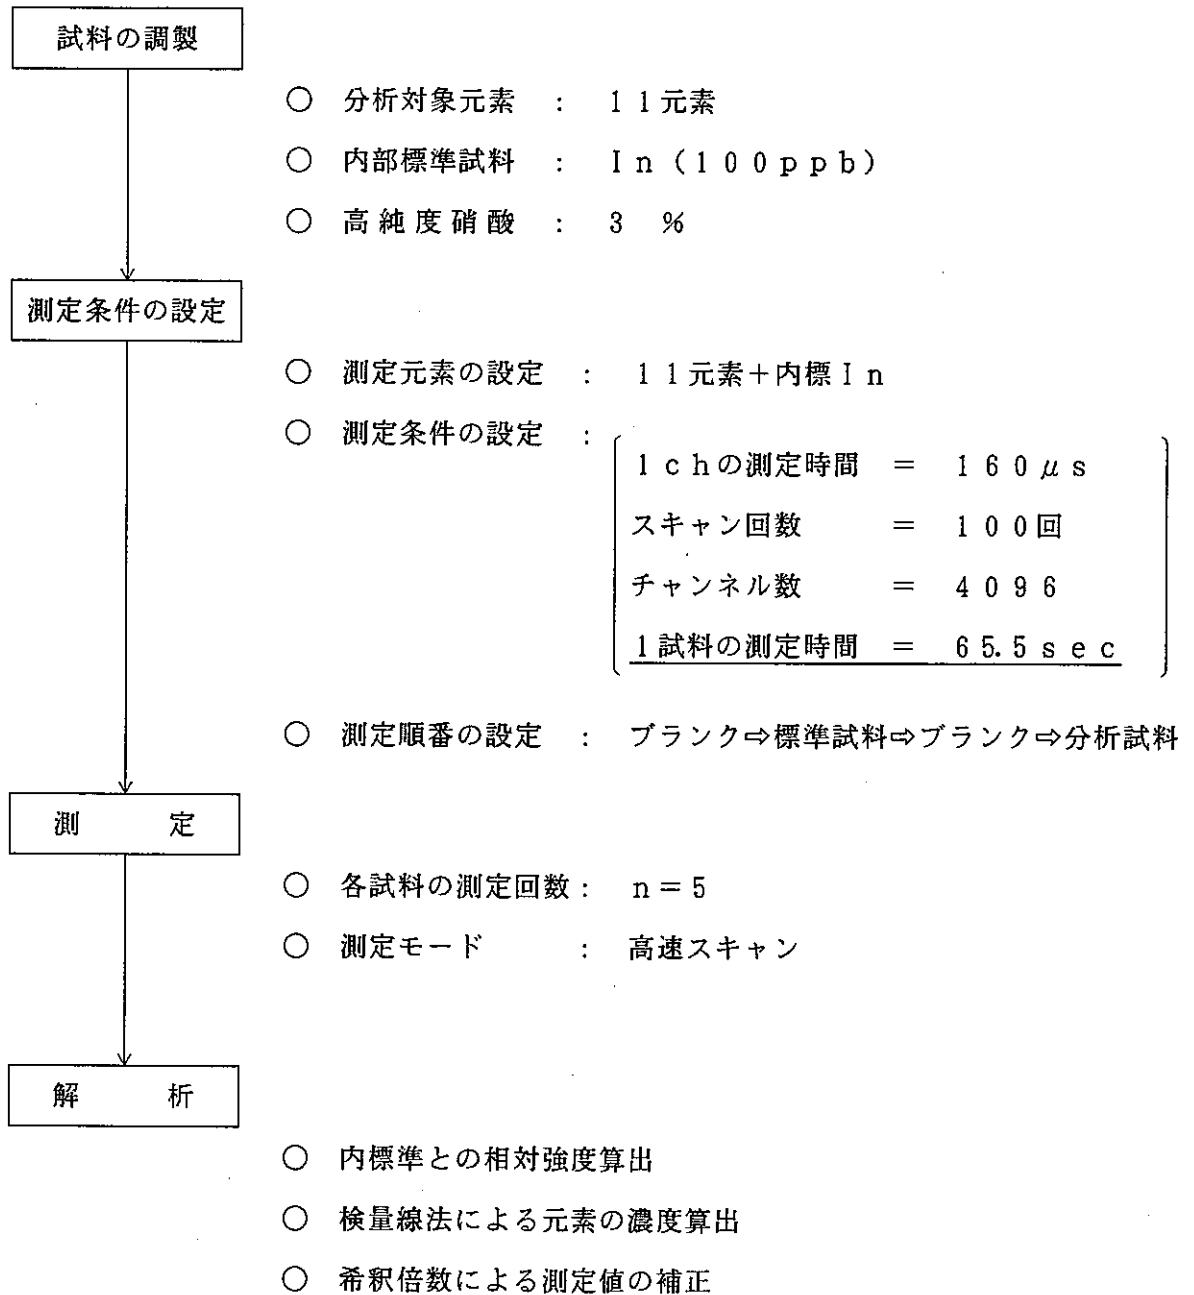 試料の調製
○ 分析対象元素 : 11元素
○ 内部標準試料 : In(100ppb)
○ 高純度硝酸 : 3 %
測定条件の設定
○ 測定元素の設定 : 11元素+内標In
○ 測定条件の設定 :
1chの測定時間 = 160μs
スキャン回数 = 100回
チャンネル数 = 4096
1試料の測定時間 = 65.5sec
○ 測定順番の設定 : ブランク⇨標準試料⇨ブランク⇨分析試料
測 定
○ 各試料の測定回数: n=5
○ 測定モード : 高速スキャン
解 析
○ 内標準との相対強度算出
○ 検量線法による元素の濃度算出
○ 希釈倍数による測定値の補正